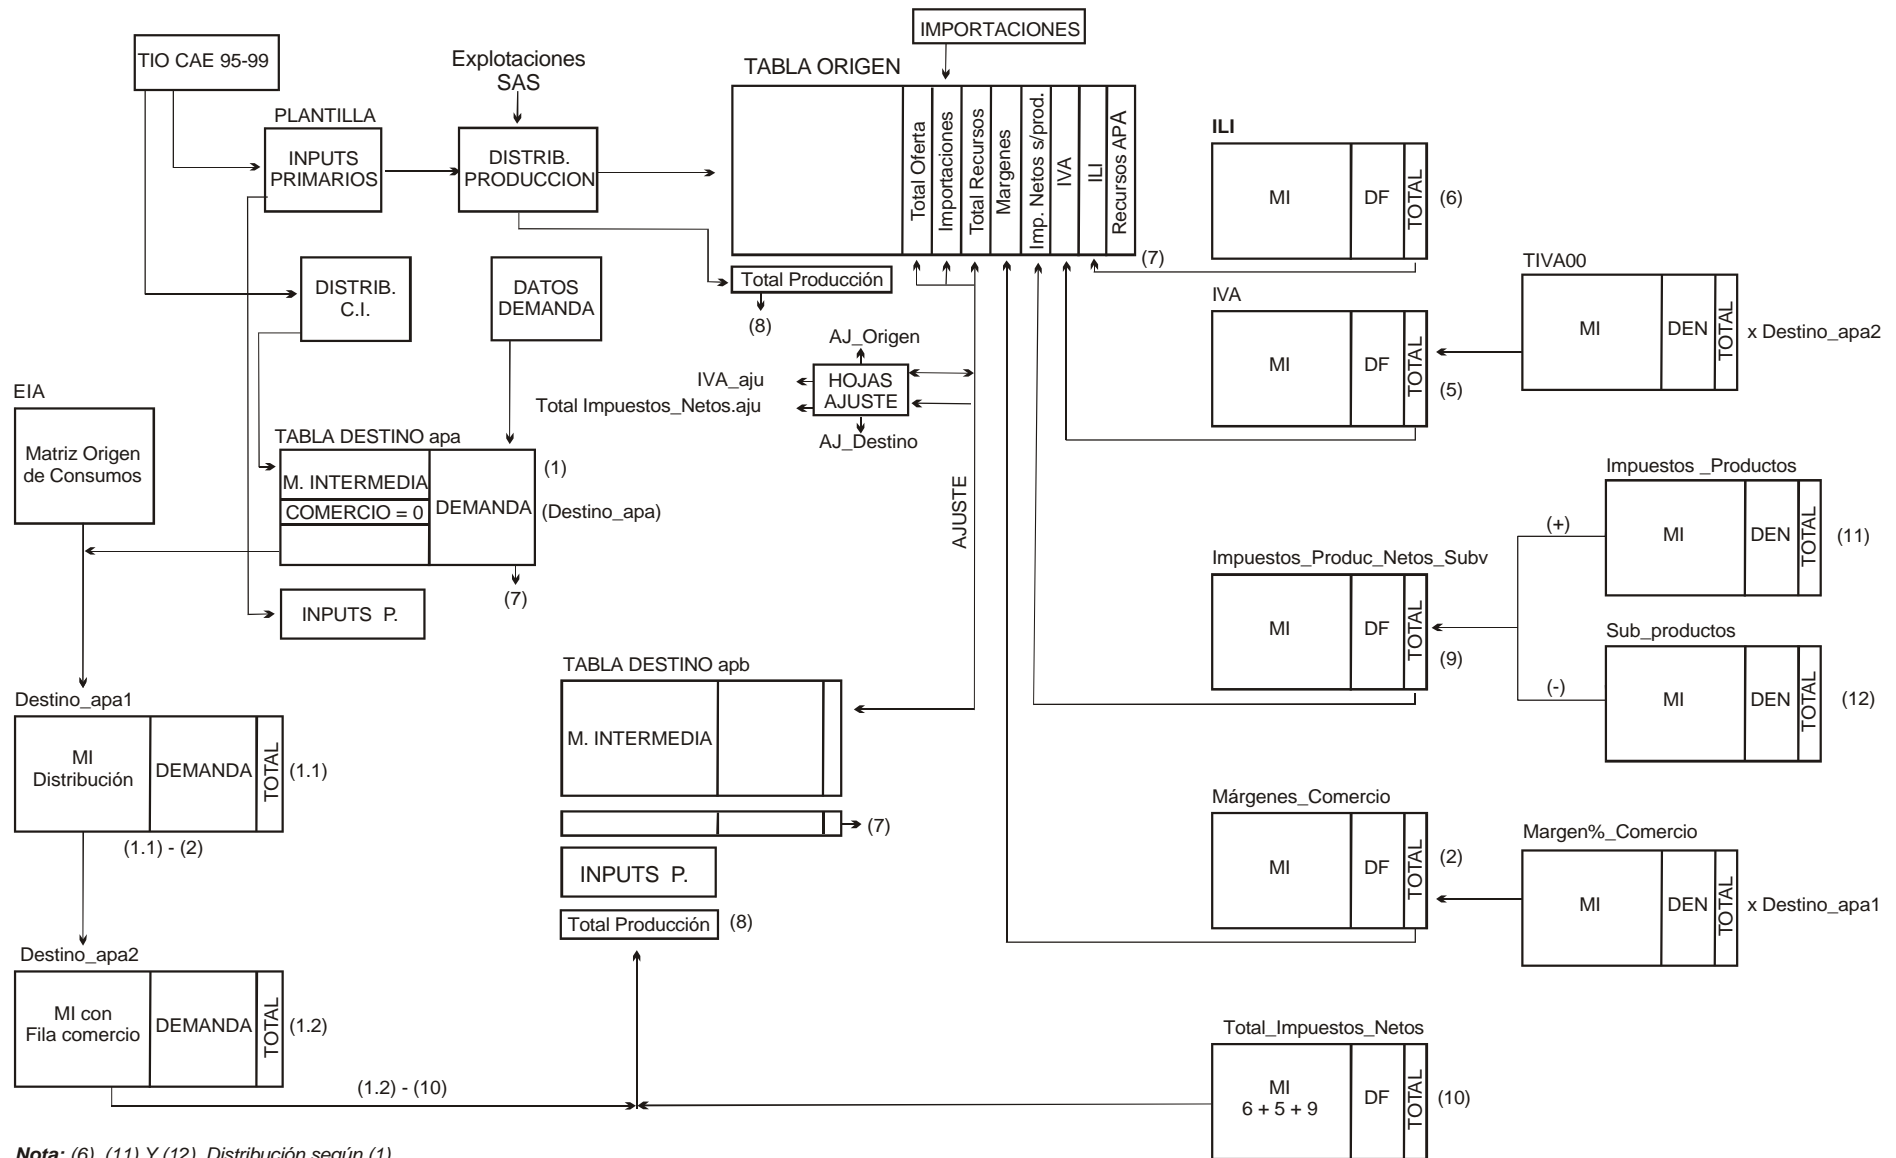 IMPORTACIONES
TIO CAE 95-99
Explotaciones
SAS
TABLA ORIGEN
PLANTILLA
INPUTS
PRIMARIOS
DISTRIB.
PRODUCCION
Total Oferta
Importaciones
Total Recursos
Margenes
Imp. Netos s/prod.
IVA
ILI
Recursos APA
(7)
ILI
MI
DF
TOTAL
(6)
DISTRIB.
C.I.
DATOS
DEMANDA
Total Producción
(8)
TIVA00
MI
DEN
TOTAL
x Destino_apa2
IVA
MI
DF
TOTAL
(5)
AJ_Origen
IVA_aju
HOJAS
AJUSTE
Total Impuestos_Netos.aju
AJ_Destino
EIA
Matriz Origen
de Consumos
TABLA DESTINO apa
M. INTERMEDIA
COMERCIO = 0
DEMANDA
(1)
(Destino_apa)
(7)
INPUTS P.
AJUSTE
Impuestos _Productos
MI
DEN
TOTAL
(11)
(+)
Impuestos_Produc_Netos_Subv
MI
DF
TOTAL
(9)
(-)
Sub_productos
MI
DEN
TOTAL
(12)
TABLA DESTINO apb
M. INTERMEDIA
(7)
INPUTS P.
Total Producción
(8)
Destino_apa1
MI
Distribución
DEMANDA
TOTAL
(1.1)
(1.1) - (2)
Márgenes_Comercio
MI
DF
TOTAL
(2)
Margen%_Comercio
MI
DEN
TOTAL
x Destino_apa1
Destino_apa2
MI con
Fila comercio
DEMANDA
TOTAL
(1.2)
(1.2) - (10)
Total_Impuestos_Netos
MI
6 + 5 + 9
DF
TOTAL
(10)
Nota: (6), (11) Y (12), Distribución según (1)